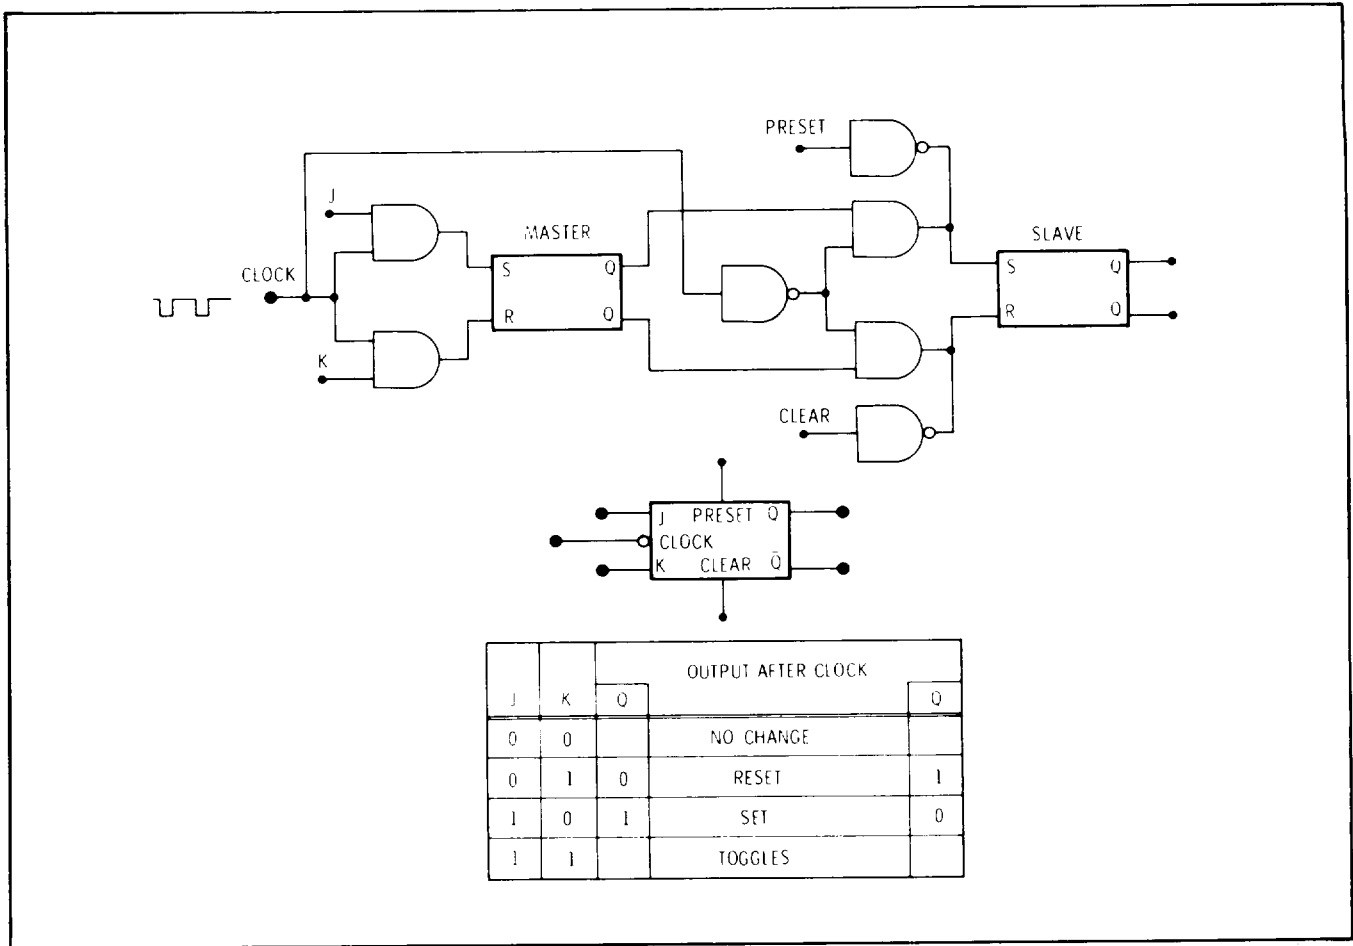 PRESET
J
MASTER
SLAVE
CLOCK
S Q
R Q
S Q
R Q
K
CLEAR
J PRESET Q
CLOCK
K CLEAR Q̄
OUTPUT AFTER CLOCK
J K Q Q
0 0 NO CHANGE
0 1 0 RESET 1
1 0 1 SET 0
1 1 TOGGLES